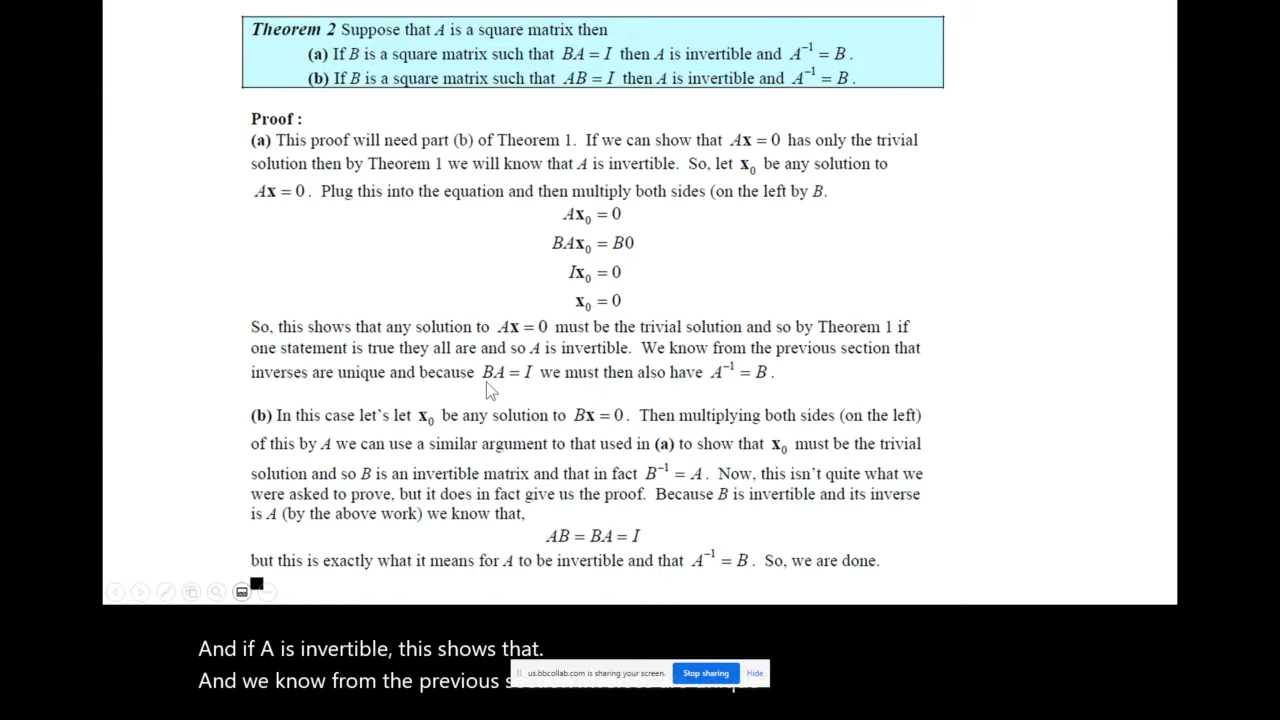 Theorem 2 Suppose that A is a square matrix then
(a) If B is a square matrix such that BA = I then A is invertible and A⁻¹ = B.
(b) If B is a square matrix such that AB = I then A is invertible and A⁻¹ = B.
Proof :
(a) This proof will need part (b) of Theorem 1. If we can show that Ax = 0 has only the trivial
solution then by Theorem 1 we will know that A is invertible. So, let x₀ be any solution to
Ax = 0. Plug this into the equation and then multiply both sides (on the left by B.
Ax₀ = 0
BAx₀ = B0
Ix₀ = 0
x₀ = 0
So, this shows that any solution to Ax = 0 must be the trivial solution and so by Theorem 1 if
one statement is true they all are and so A is invertible. We know from the previous section that
inverses are unique and because BA = I we must then also have A⁻¹ = B.
(b) In this case let's let x₀ be any solution to Bx = 0. Then multiplying both sides (on the left)
of this by A we can use a similar argument to that used in (a) to show that x₀ must be the trivial
solution and so B is an invertible matrix and that in fact B⁻¹ = A. Now, this isn't quite what we
were asked to prove, but it does in fact give us the proof. Because B is invertible and its inverse
is A (by the above work) we know that,
AB = BA = I
but this is exactly what it means for A to be invertible and that A⁻¹ = B. So, we are done.
And if A is invertible, this shows that.
And we know from the previous
us.bbcollab.com is sharing your screen. Stop sharing Hide